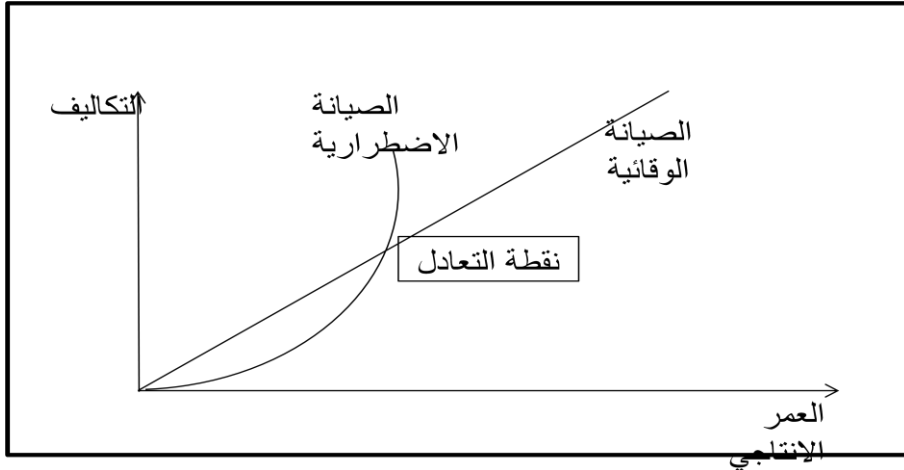 التكاليف
الصيانة
الاضطرارية
الصيانة
الوقائية
نقطة التعادل
العمر
الانتاجي